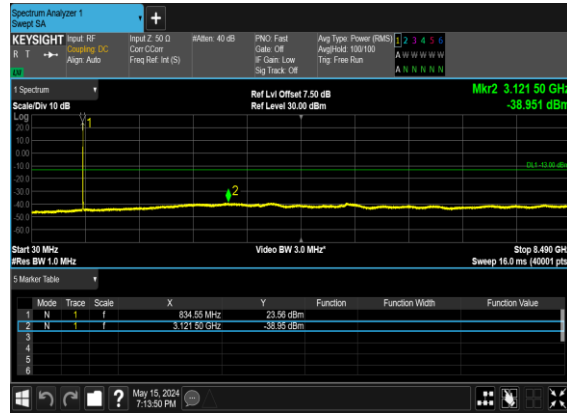 Spectrum Analyzer 1
Swept SA
+
KEYSIGHT Input: RF Input Z: 50 Ω #Atten: 40 dB PNO: Fast Avg Type: Power (RMS) 1 2 3 4 5 6
R T Coupling: DC Corr CCorr Gate: Off Avg|Hold: 100/100 A W W W W W
Align: Auto Freq Ref: Int (S) IF Gain: Low Trig: Free Run
LW Sig Track: Off A N N N N N
1 Spectrum Ref Lvl Offset 7.50 dB Mkr2 3.121 50 GHz
Scale/Div 10 dB Ref Level 30.00 dBm -38.951 dBm
Log
20.0 1
10.0
0.00
-10.0 DL1 -13.00 dBm
-20.0
-30.0 2
-40.0
-50.0
-60.0
Start 30 MHz Video BW 3.0 MHz* Stop 8.490 GHz
#Res BW 1.0 MHz Sweep 16.0 ms (40001 pts)
5 Marker Table
Mode Trace Scale X Y Function Function Width Function Value
1 N 1 f 834.55 MHz 23.56 dBm
2 N 1 f 3.121 50 GHz -38.95 dBm
3
4
5
6
? May 15, 2024
7:13:50 PM